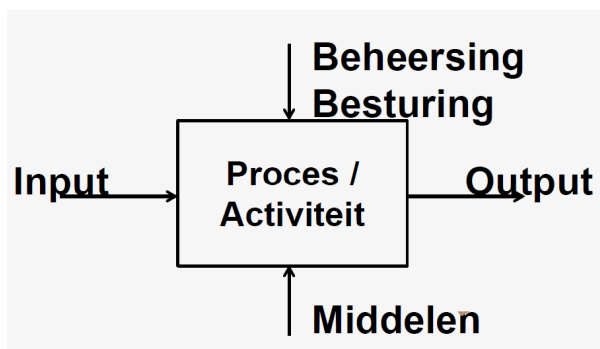 Beheersing
Besturing
Input
Proces /
Activiteit
Output
Middelen